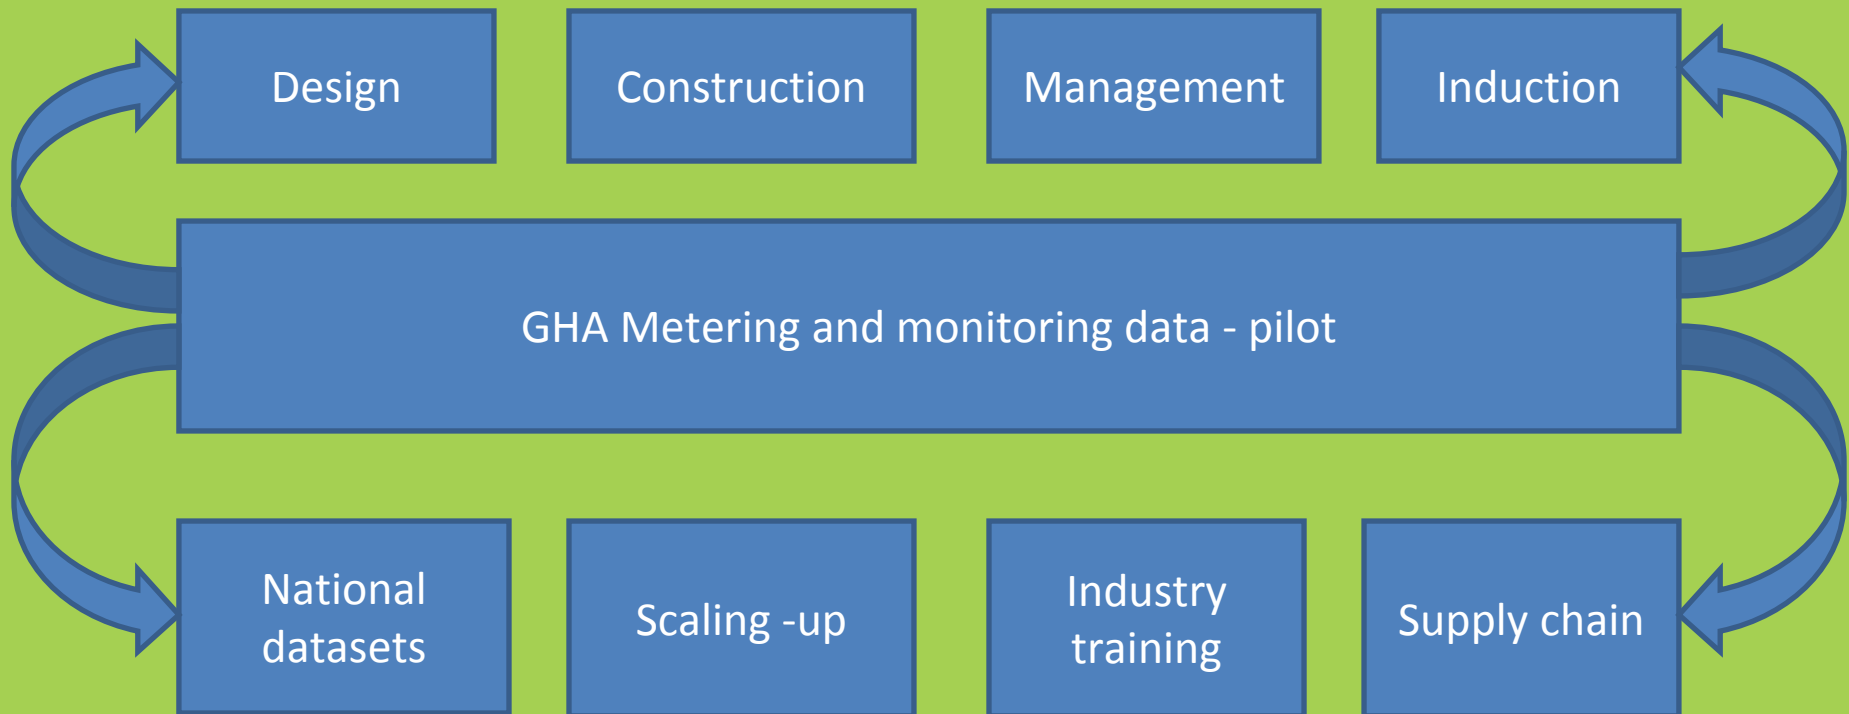 Design
Construction
Management
Induction
GHA Metering and monitoring data - pilot
National
datasets
Scaling -up
Industry
training
Supply chain